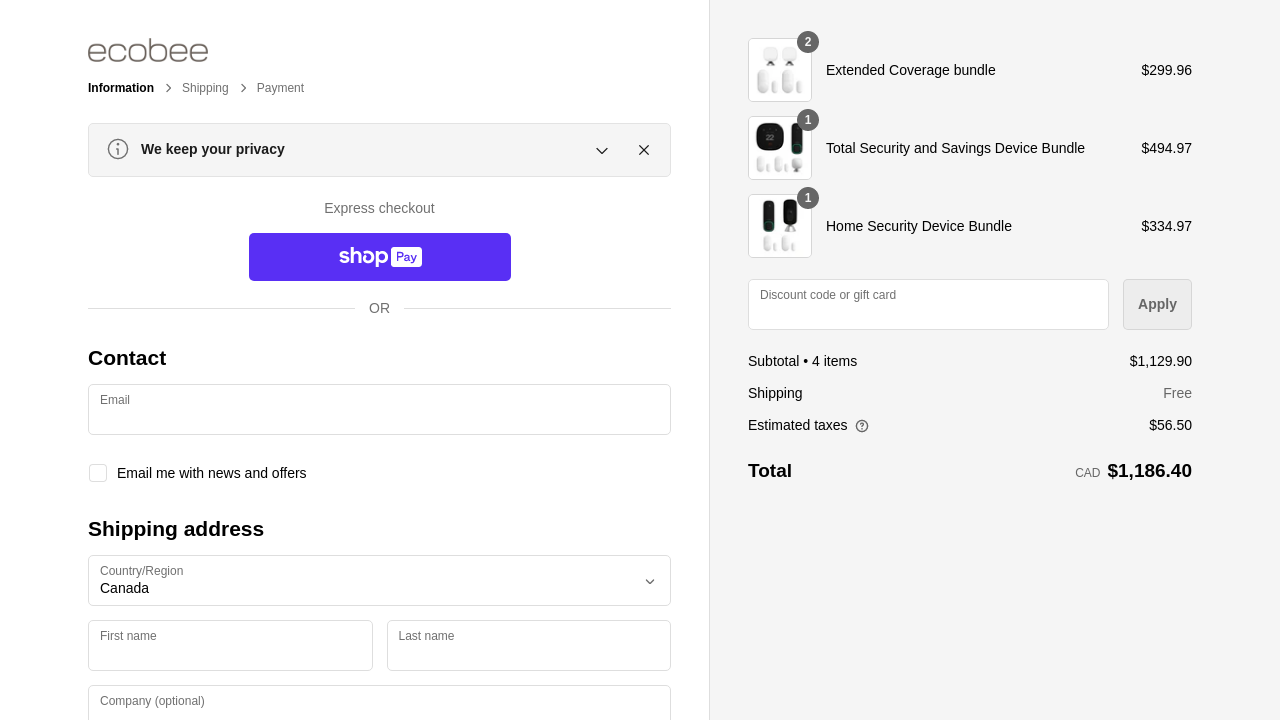 ecobee
Information
Shipping
Payment
We keep your privacy
Express checkout
shop Pay
OR
Contact
Email
Email me with news and offers
Shipping address
Country/Region
Canada
First name
Last name
Company (optional)
2
Extended Coverage bundle
$299.96
1
22
Total Security and Savings Device Bundle
$494.97
1
Home Security Device Bundle
$334.97
Discount code or gift card
Apply
Subtotal • 4 items
$1,129.90
Shipping
Free
Estimated taxes
$56.50
Total
CAD $1,186.40